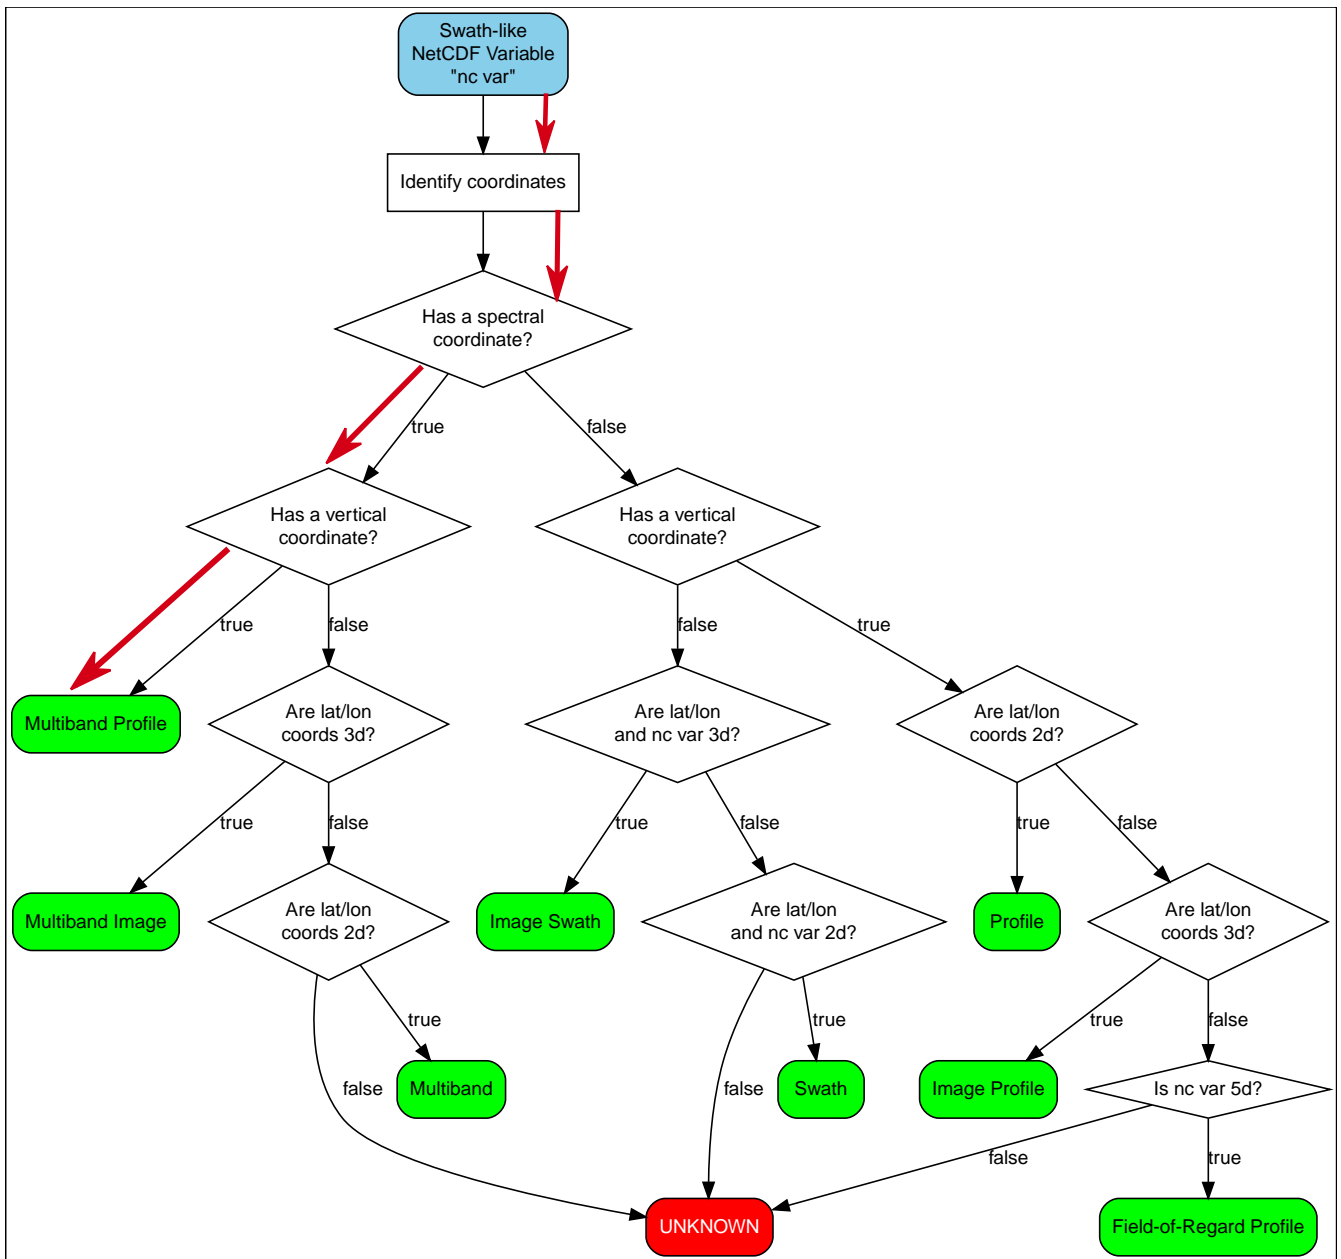 Swath-like
NetCDF Variable
"nc var"
Identify coordinates
Has a spectral
coordinate?
true
false
Has a vertical
coordinate?
Has a vertical
coordinate?
true
false
false
true
Multiband Profile
Are lat/lon
coords 3d?
Are lat/lon
and nc var 3d?
Are lat/lon
coords 2d?
true
false
true
false
true
false
Multiband Image
Are lat/lon
coords 2d?
Image Swath
Are lat/lon
and nc var 2d?
Profile
Are lat/lon
coords 3d?
true
true
true
false
false
Multiband
false
Swath
Image Profile
Is nc var 5d?
false
true
UNKNOWN
Field-of-Regard Profile